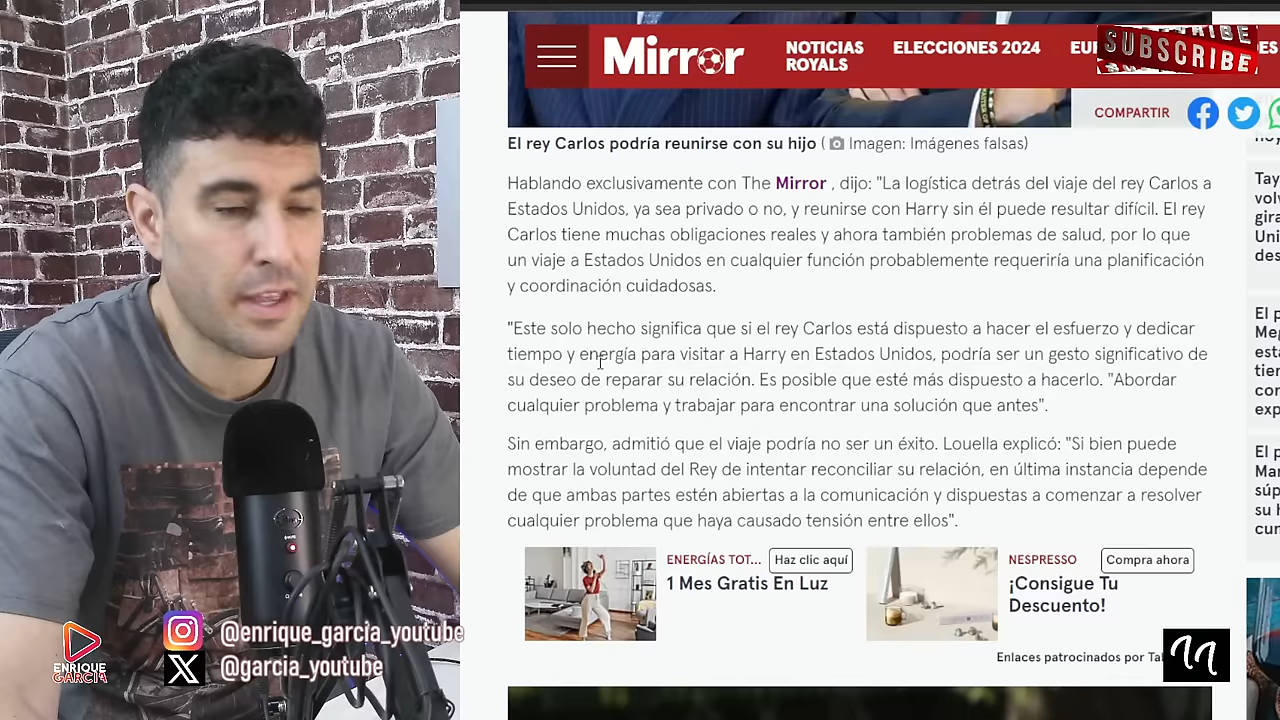 Mirror
NOTICIAS ROYALS
ELECCIONES 2024
SUBSCRIBE
COMPARTIR
El rey Carlos podría reunirse con su hijo ( Imagen: Imágenes falsas)
Hablando exclusivamente con The Mirror , dijo: "La logística detrás del viaje del rey Carlos a
Estados Unidos, ya sea privado o no, y reunirse con Harry sin él puede resultar difícil. El rey
Carlos tiene muchas obligaciones reales y ahora también problemas de salud, por lo que
un viaje a Estados Unidos en cualquier función probablemente requeriría una planificación
y coordinación cuidadosas.
"Este solo hecho significa que si el rey Carlos está dispuesto a hacer el esfuerzo y dedicar
tiempo y energía para visitar a Harry en Estados Unidos, podría ser un gesto significativo de
su deseo de reparar su relación. Es posible que esté más dispuesto a hacerlo. "Abordar
cualquier problema y trabajar para encontrar una solución que antes".
Sin embargo, admitió que el viaje podría no ser un éxito. Louella explicó: "Si bien puede
mostrar la voluntad del Rey de intentar reconciliar su relación, en última instancia depende
de que ambas partes estén abiertas a la comunicación y dispuestas a comenzar a resolver
cualquier problema que haya causado tensión entre ellos".
ENERGÍAS TOT... Haz clic aquí
1 Mes Gratis En Luz
NESPRESSO Compra ahora
¡Consigue Tu
Descuento!
Enlaces patrocinados por
@enrique_garcia_youtube
@garcia_youtube
ENRIQUE
GARCIA